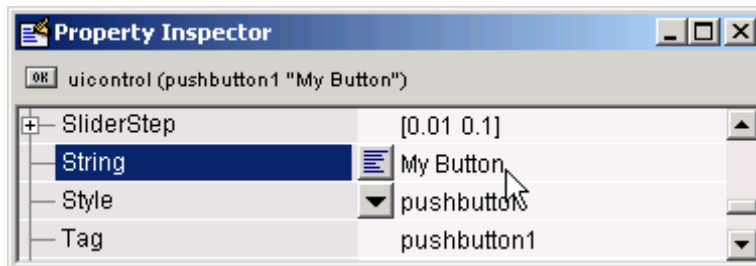 Property Inspector
OK uicontrol (pushbutton1 "My Button")
SliderStep [0.01 0.1]
String My Button
Style pushbutton
Tag pushbutton1